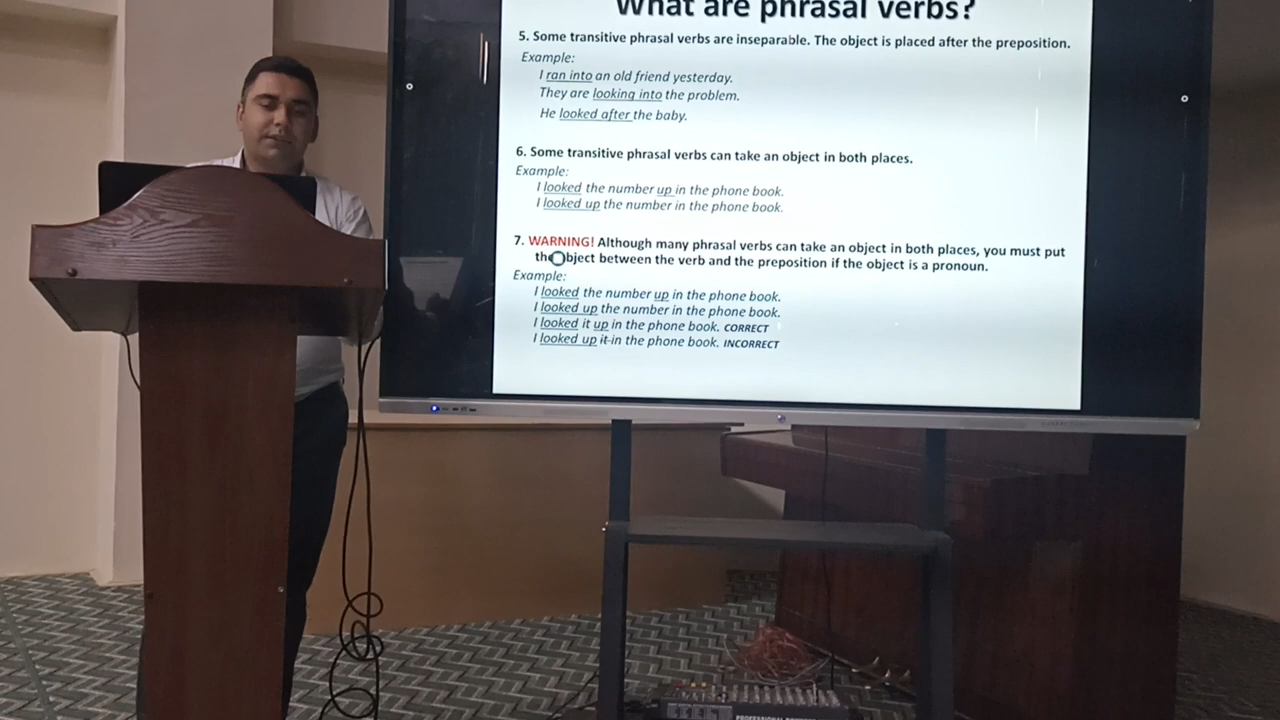 What are phrasal verbs?
5. Some transitive phrasal verbs are inseparable. The object is placed after the preposition.
Example:
I ran into an old friend yesterday.
They are looking into the problem.
He looked after the baby.
6. Some transitive phrasal verbs can take an object in both places.
Example:
I looked the number up in the phone book.
I looked up the number in the phone book.
7. WARNING! Although many phrasal verbs can take an object in both places, you must put
the object between the verb and the preposition if the object is a pronoun.
Example:
I looked the number up in the phone book.
I looked up the number in the phone book.
I looked it up in the phone book. CORRECT
I looked up it in the phone book. INCORRECT
PROFESSIONAL